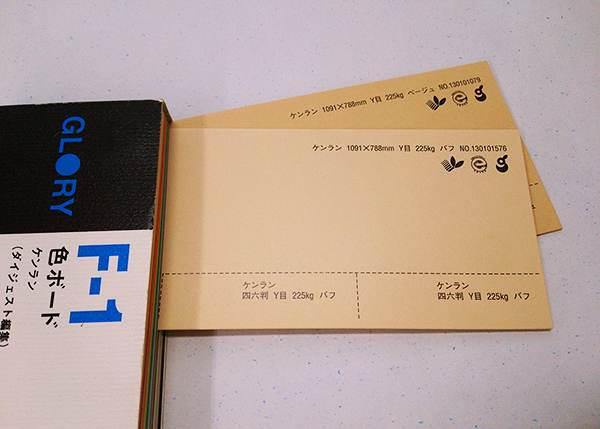 GLORY
F-1
色ボード
ケンラン
(ダイジェスト編集)
ケンラン 1091×788mm Y目 225kg ベージュ NO.130101079
ケンラン 1091×788mm Y目 225kg バフ NO.130101576
ケンラン
四六判 Y目 225kg バフ
ケンラン
四六判 Y目 225kg バフ